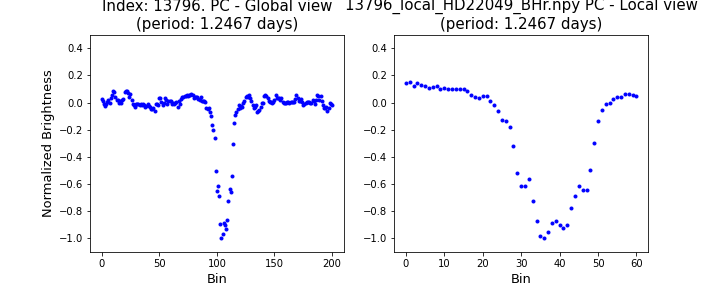 Index: 13796. PC - Global view
(period: 1.2467 days)
13796_local_HD22049_BHr.npy PC - Local view
(period: 1.2467 days)
Normalized Brightness
0.4
0.2
0.0
−0.2
−0.4
−0.6
−0.8
−1.0
0 50 100 150 200
Bin
0.4
0.2
0.0
−0.2
−0.4
−0.6
−0.8
−1.0
0 10 20 30 40 50 60
Bin